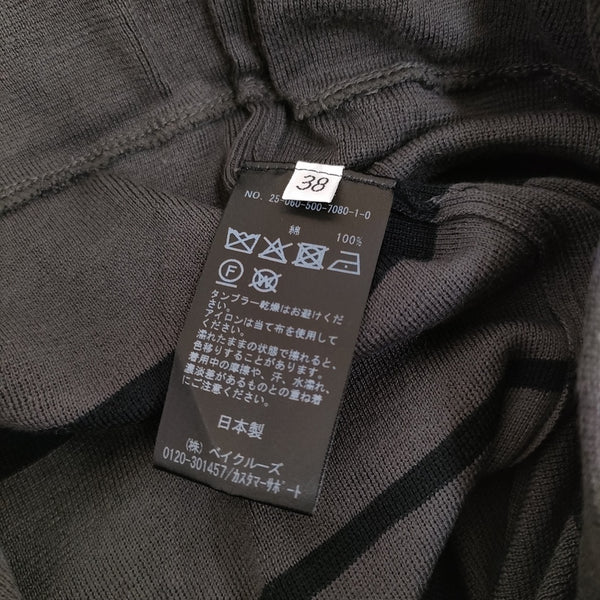 38
NO. 25-060-500-7080-1-0
綿 100%
F
W
タンブラー乾燥はお避けくだ
さい。
アイロンは当て布を使用して
ください。
濡れたままの状態で擦れると、
色移りすることがあります。
着用中の摩擦や、汗、水濡れ、
濃淡差があるものとの重ね着
にご注意ください。
日本製
(株) ベイクルーズ
0120-301457/カスタマーサポート